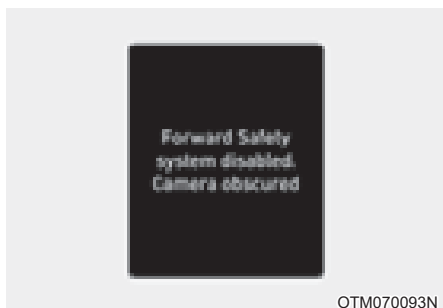 Forward Safety
system disabled.
Camera obscured
OTM070093N